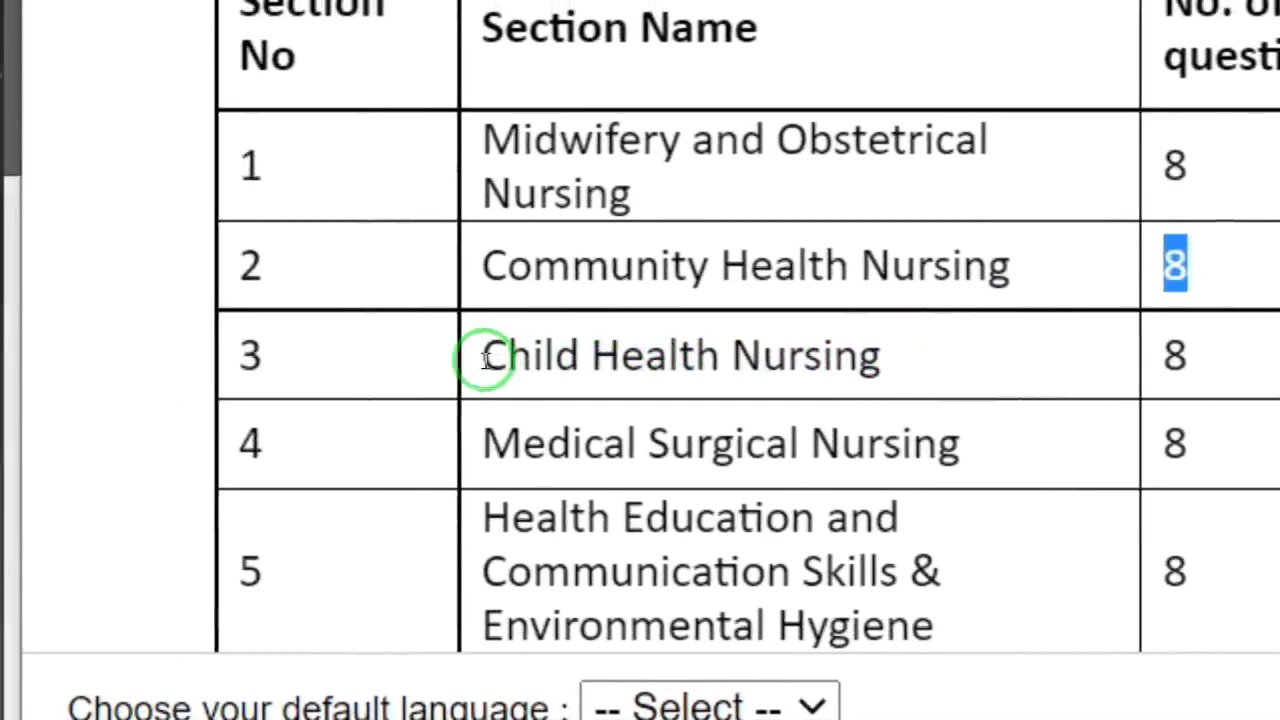 Section
No
Section Name
No. of
questi
1
Midwifery and Obstetrical
Nursing
8
2
Community Health Nursing
8
3
Child Health Nursing
8
4
Medical Surgical Nursing
8
5
Health Education and
Communication Skills &
Environmental Hygiene
8
Choose your default language : -- Select --